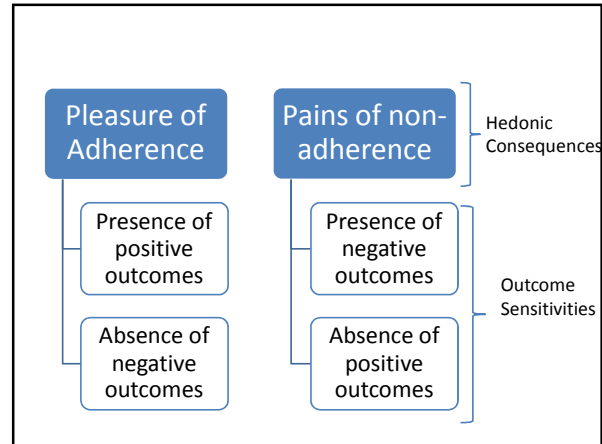 Pleasure of
Adherence
Presence of
positive
outcomes
Absence of
negative
outcomes
Pains of non-
adherence
Presence of
negative
outcomes
Absence of
positive
outcomes
Hedonic
Consequences
Outcome
Sensitivities